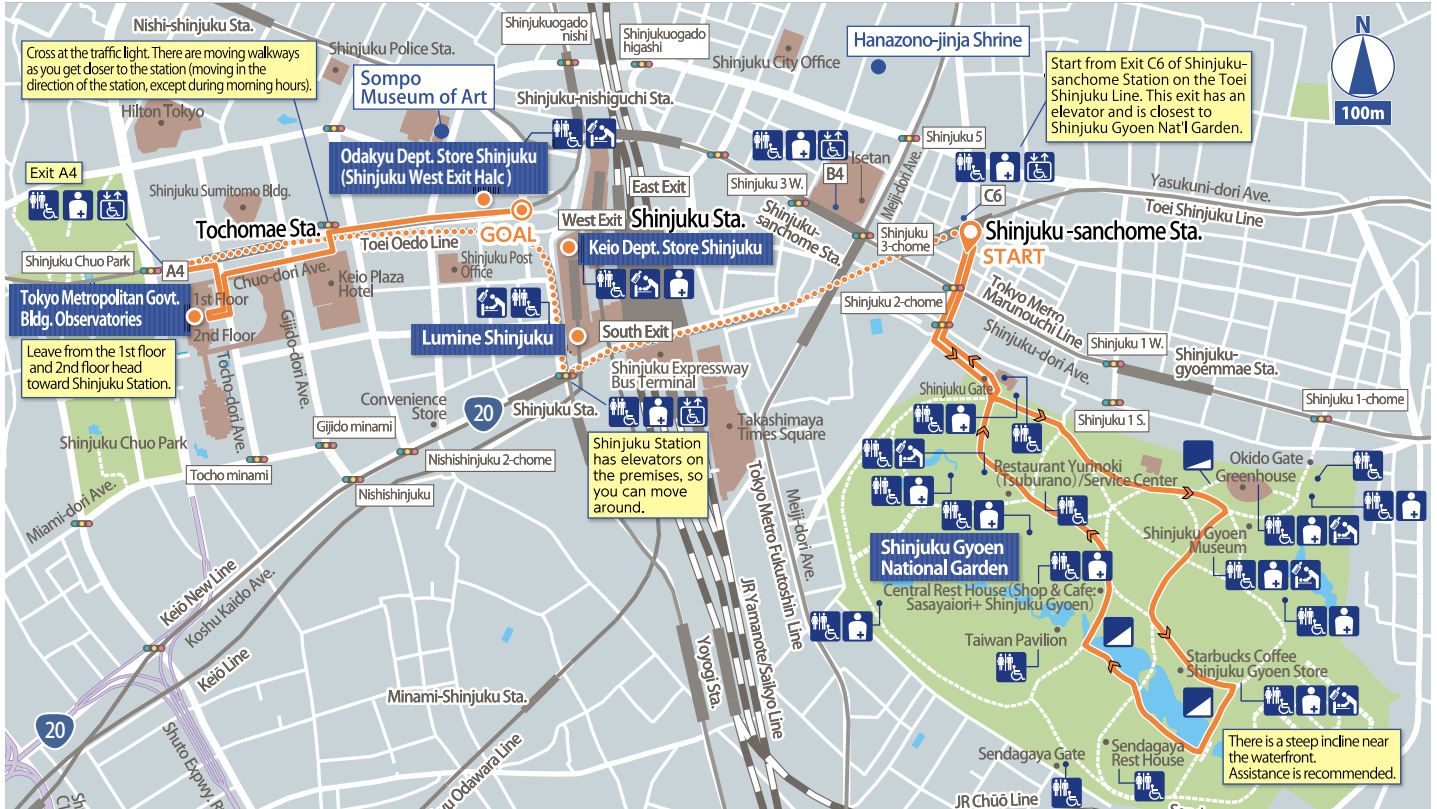 Nishi-shinjuku Sta.
Cross at the traffic light. There are moving walkways
as you get closer to the station (moving in the
direction of the station, except during morning hours).
Shinjuku Police Sta.
Sompo
Museum of Art
Hilton Tokyo
Shinjukuogado
nishi
Shinjukuogado
higashi
Shinjuku City Office
Shinjuku-nishiguchi Sta.
Hanazono-jinja Shrine
Start from Exit C6 of Shinjuku-
sanchome Station on the Toei
Shinjuku Line. This exit has an
elevator and is closest to
Shinjuku Gyoen Nat'l Garden.
N
100m
Exit A4
Shinjuku Sumitomo Bldg.
Odakyu Dept. Store Shinjuku
(Shinjuku West Exit Halc )
East Exit
West Exit
Shinjuku Sta.
Shinjuku 3 W.
B4
Isetan
Shinjuku 5
Meiji-dori Ave.
C6
Yasukuni-dori Ave.
Toei Shinjuku Line
Tochomae Sta.
GOAL
Toei Oedo Line
Keio Dept. Store Shinjuku
Shinjuku-
sanchome Sta.
Shinjuku
3-chome
Shinjuku -sanchome Sta.
START
Shinjuku Chuo Park
A4
Chuo-dori Ave.
Keio Plaza
Hotel
Shinjuku Post
Office
Tokyo Metropolitan Govt.
Bldg. Observatories
1st Floor
2nd Floor
Gijido-dori Ave.
Tocho-dori Ave.
Leave from the 1st floor
and 2nd floor head
toward Shinjuku Station.
Lumine Shinjuku
South Exit
Shinjuku Expressway
Bus Terminal
Shinjuku 2-chome
Tokyo Metro
Marunouchi Line
Shinjuku-dori Ave.
Shinjuku 1 W.
Shinjuku-
gyoemmae Sta.
Shinjuku 1-chome
Shinjuku 1 S.
Shinjuku Gate
Convenience
Store
20
Shinjuku Sta.
Takashimaya
Times Square
Shinjuku Chuo Park
Gijido minami
Tocho minami
Nishishinjuku 2-chome
Nishishinjuku
Miami-dori Ave.
Shinjuku Station
has elevators on
the premises, so
you can move
around.
Tokyo Metro Fukutoshin Line
Meiji-dori Ave.
Restaurant Yurinoki
(Tsuburano)/Service Center
Okido Gate
Greenhouse
Shinjuku Gyoen
Museum
Shinjuku Gyoen
National Garden
Central Rest House (Shop & Cafe:
Sasayaiori+ Shinjuku Gyoen)
Taiwan Pavilion
Starbucks Coffee
Shinjuku Gyoen Store
Keiō New Line
Koshu Kaido Ave.
Keiō Line
20
Shuto Expwy.
Minami-Shinjuku Sta.
Odawara Line
Yoyogi Sta.
JR Yamanote/Saikyo Line
Sendagaya Gate
Sendagaya
Rest House
JR Chūō Line
There is a steep incline near
the waterfront.
Assistance is recommended.